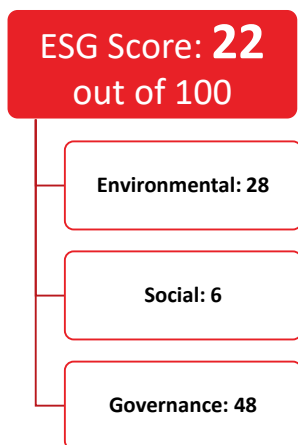 ESG Score: 22
out of 100
Environmental: 28
Social: 6
Governance: 48